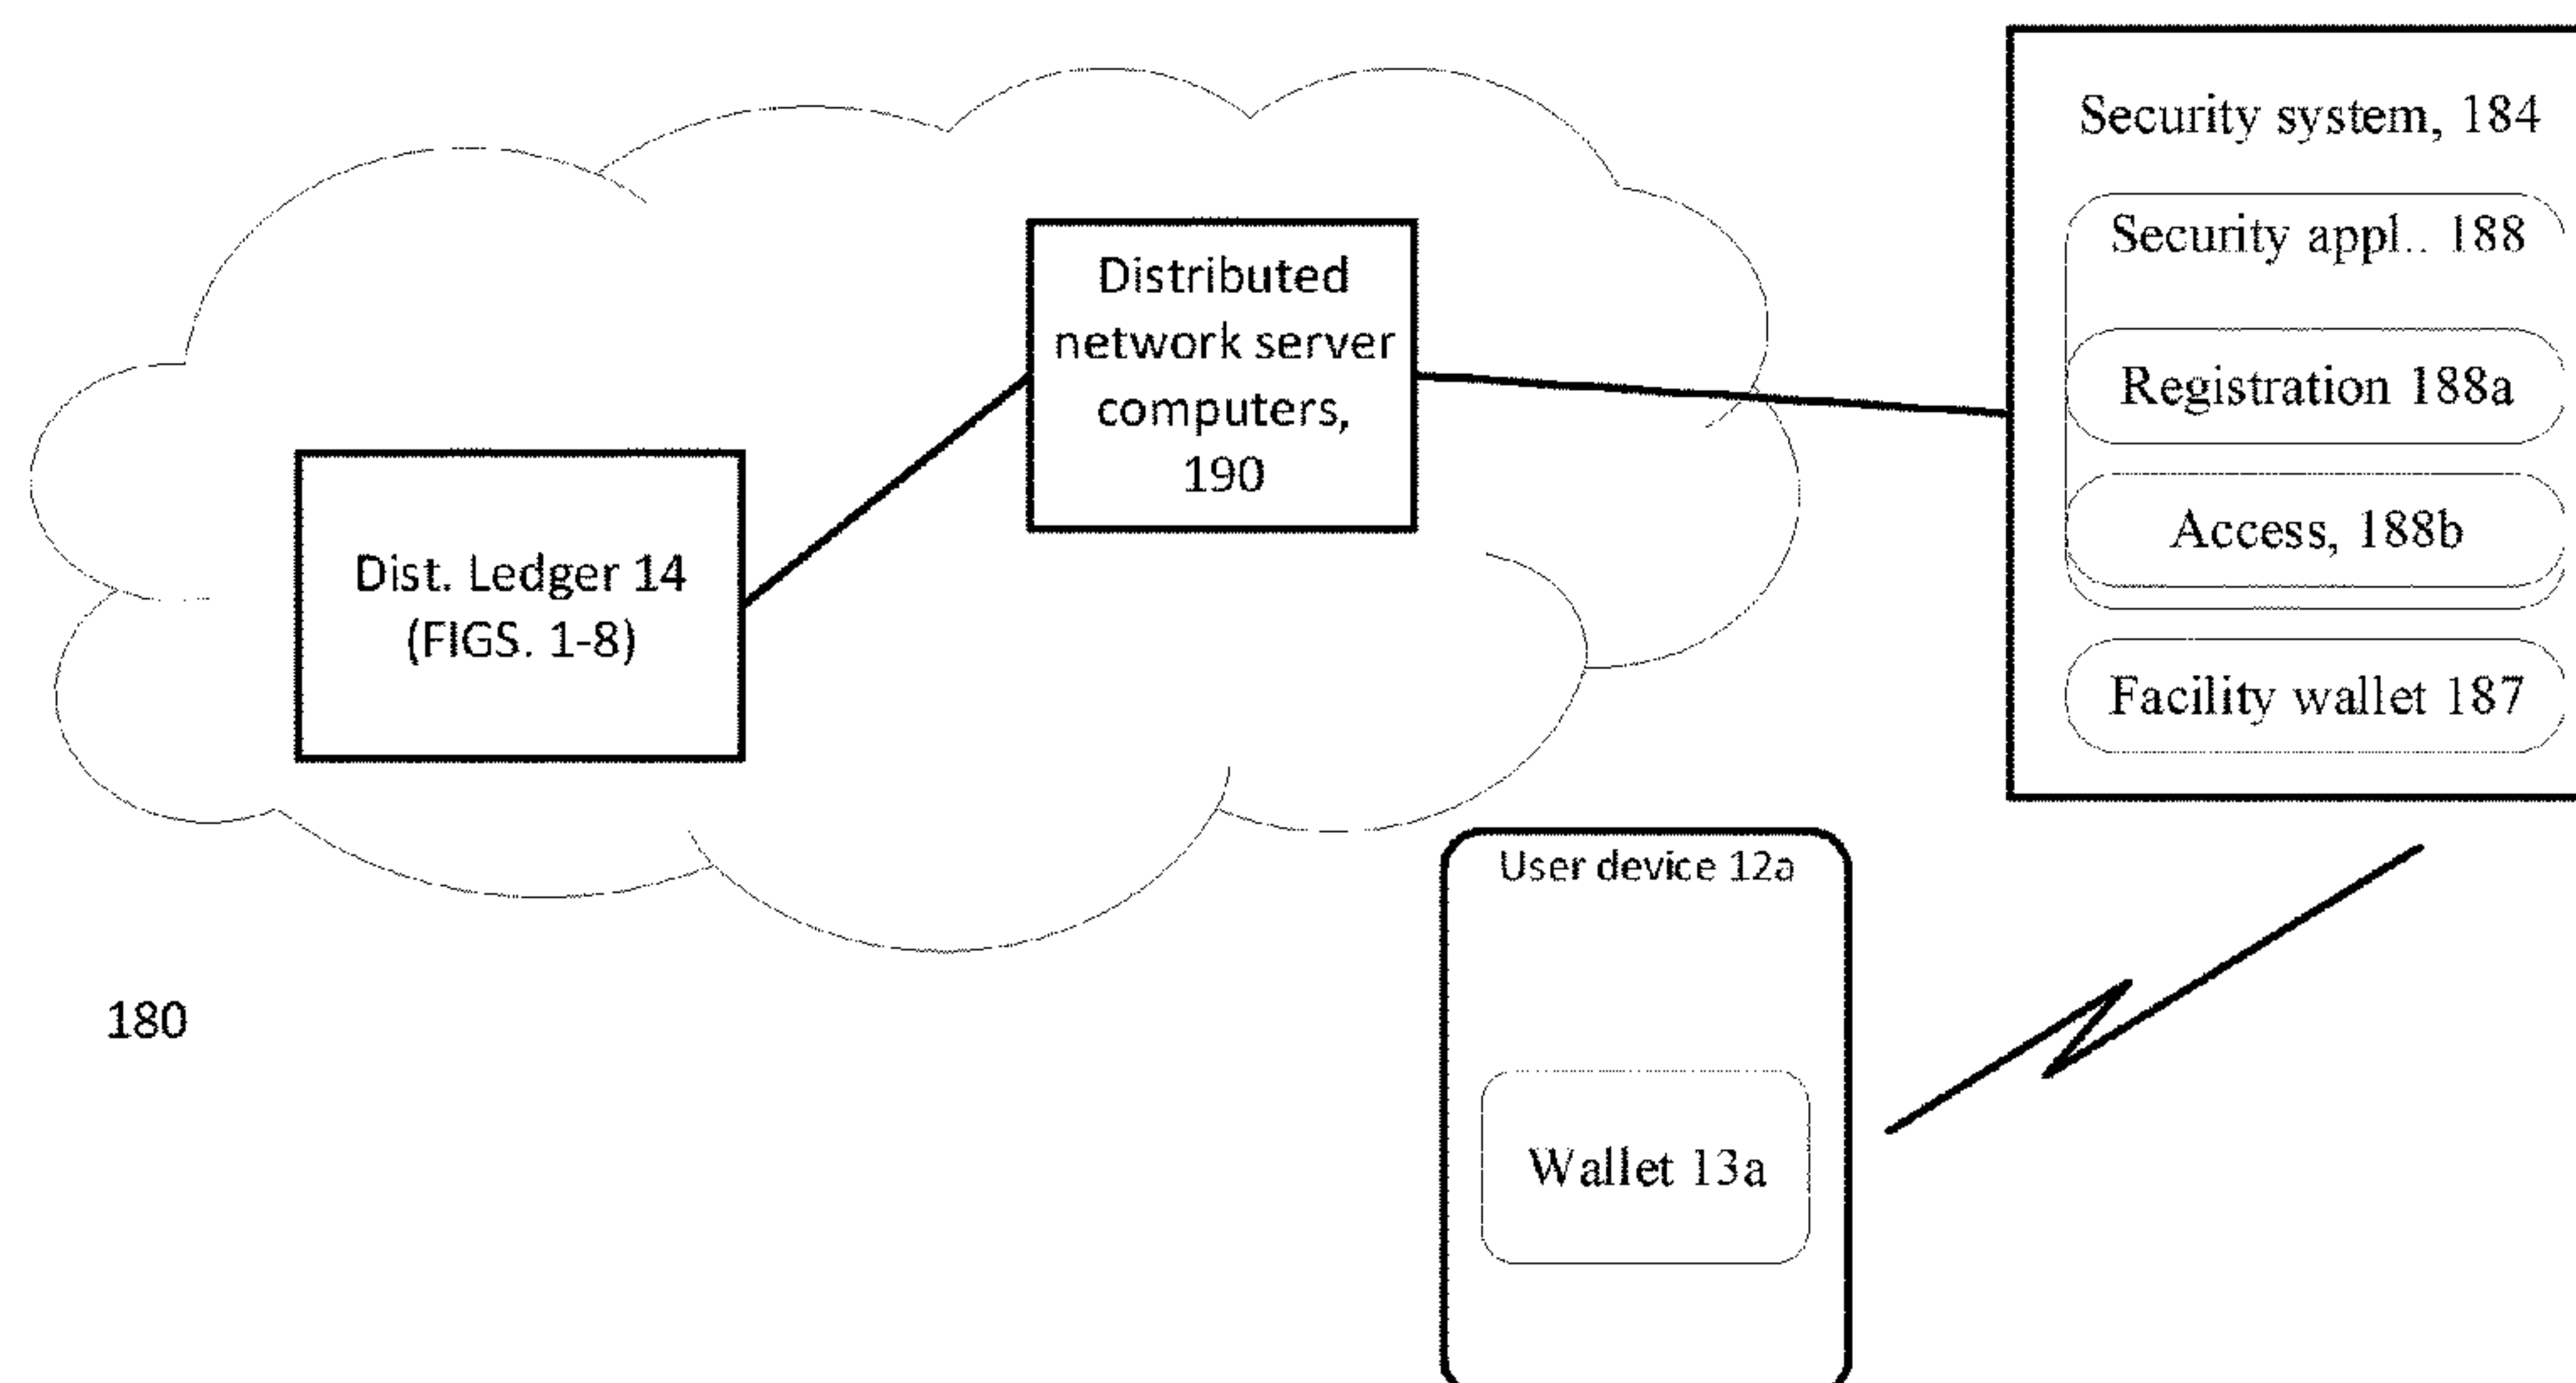 Security system, 184
Security appl.. 188
Registration 188a
Access, 188b
Facility wallet 187
Distributed
network server
computers,
190
Dist. Ledger 14
(FIGS. 1-8)
User device 12a
Wallet 13a
180